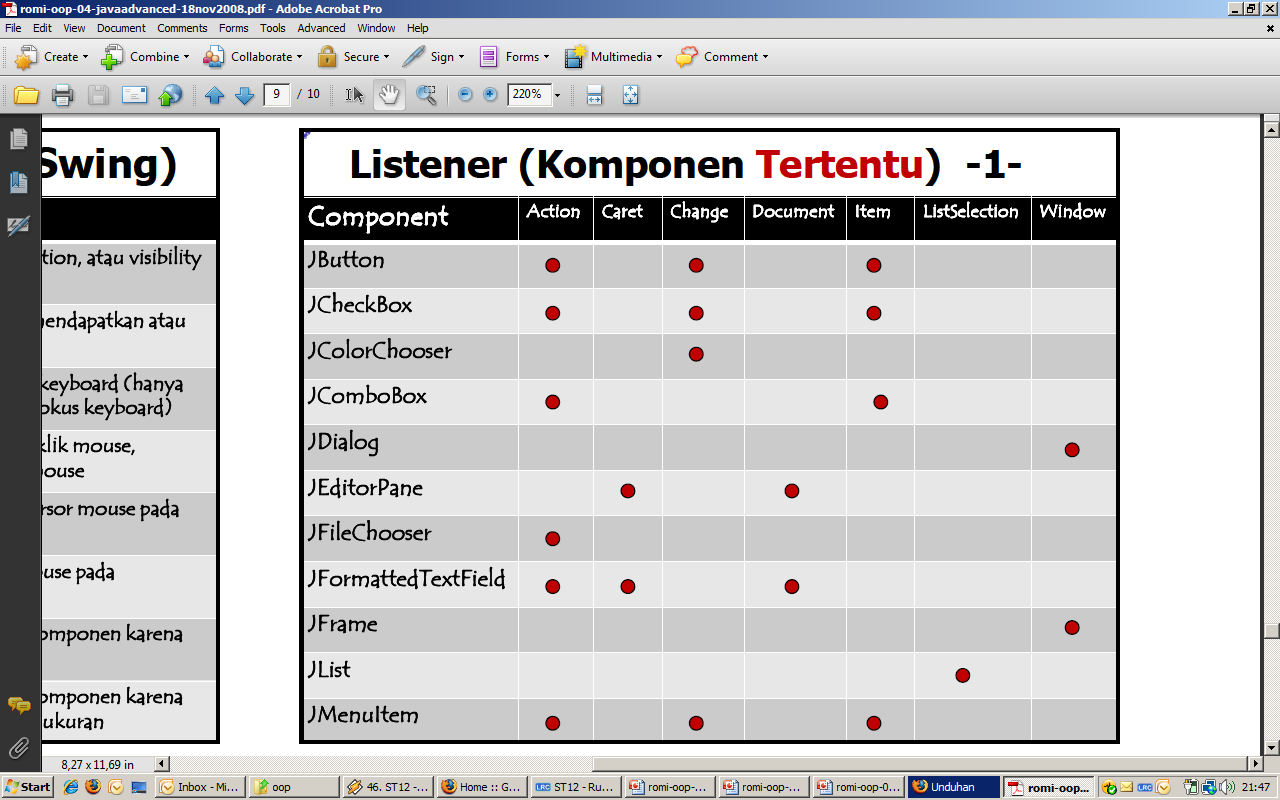 romi-oop-04-javaadvanced-18nov2008.pdf - Adobe Acrobat Pro
File Edit View Document Comments Forms Tools Advanced Window Help
Create Combine Collaborate Secure Sign Forms Multimedia Comment
9 / 10 220%
Swing)
tion, atau visibility
mendapatkan atau
keyboard (hanya
okus keyboard)
klik mouse,
ouse
rsor mouse pada
use pada
omponen karena
omponen karena
ukuran
Listener (Komponen Tertentu) -1-
Component Action Caret Change Document Item ListSelection Window
JButton
JCheckBox
JColorChooser
JComboBox
JDialog
JEditorPane
JFileChooser
JFormattedTextField
JFrame
JList
JMenuItem
8,27 x 11,69 in
Start Inbox - Mi... oop 46. ST12 -... Home :: G... LRC ST12 - Ru... romi-oop-... romi-oop-... romi-oop-0... Unduhan romi-oop... LRC 21:47